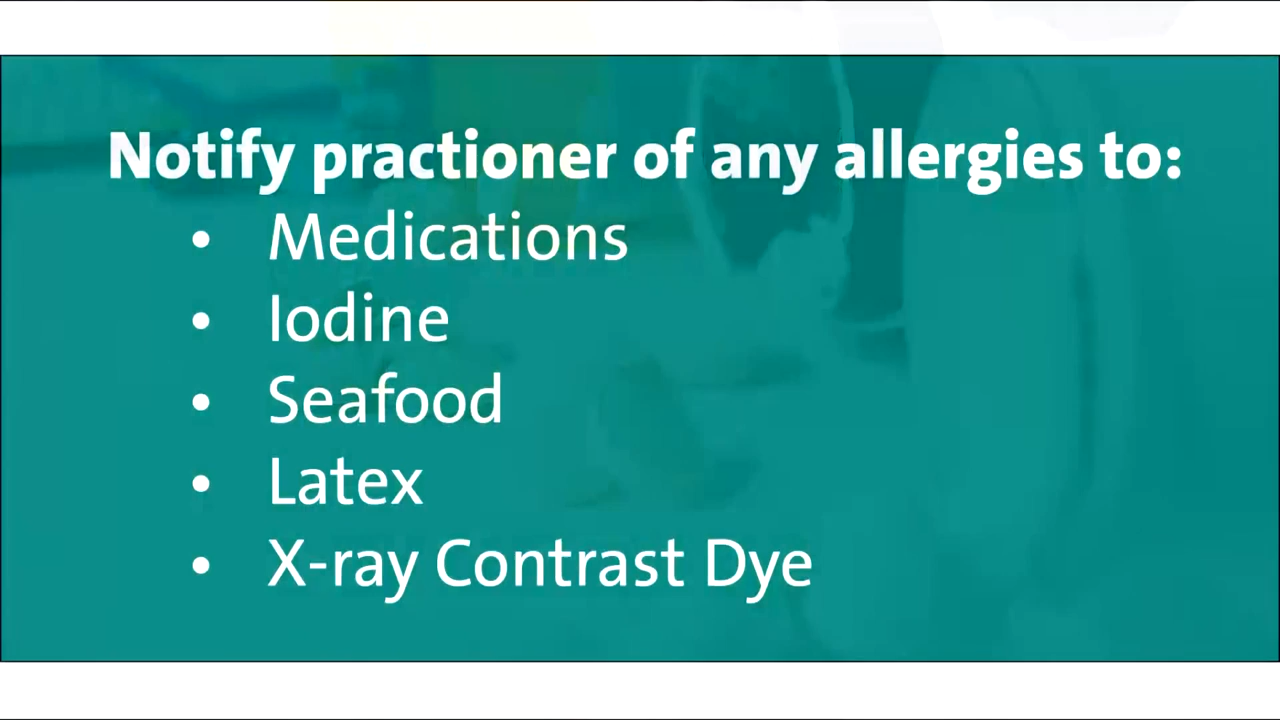 Notify practioner of any allergies to:
• Medications
• Iodine
• Seafood
• Latex
• X-ray Contrast Dye